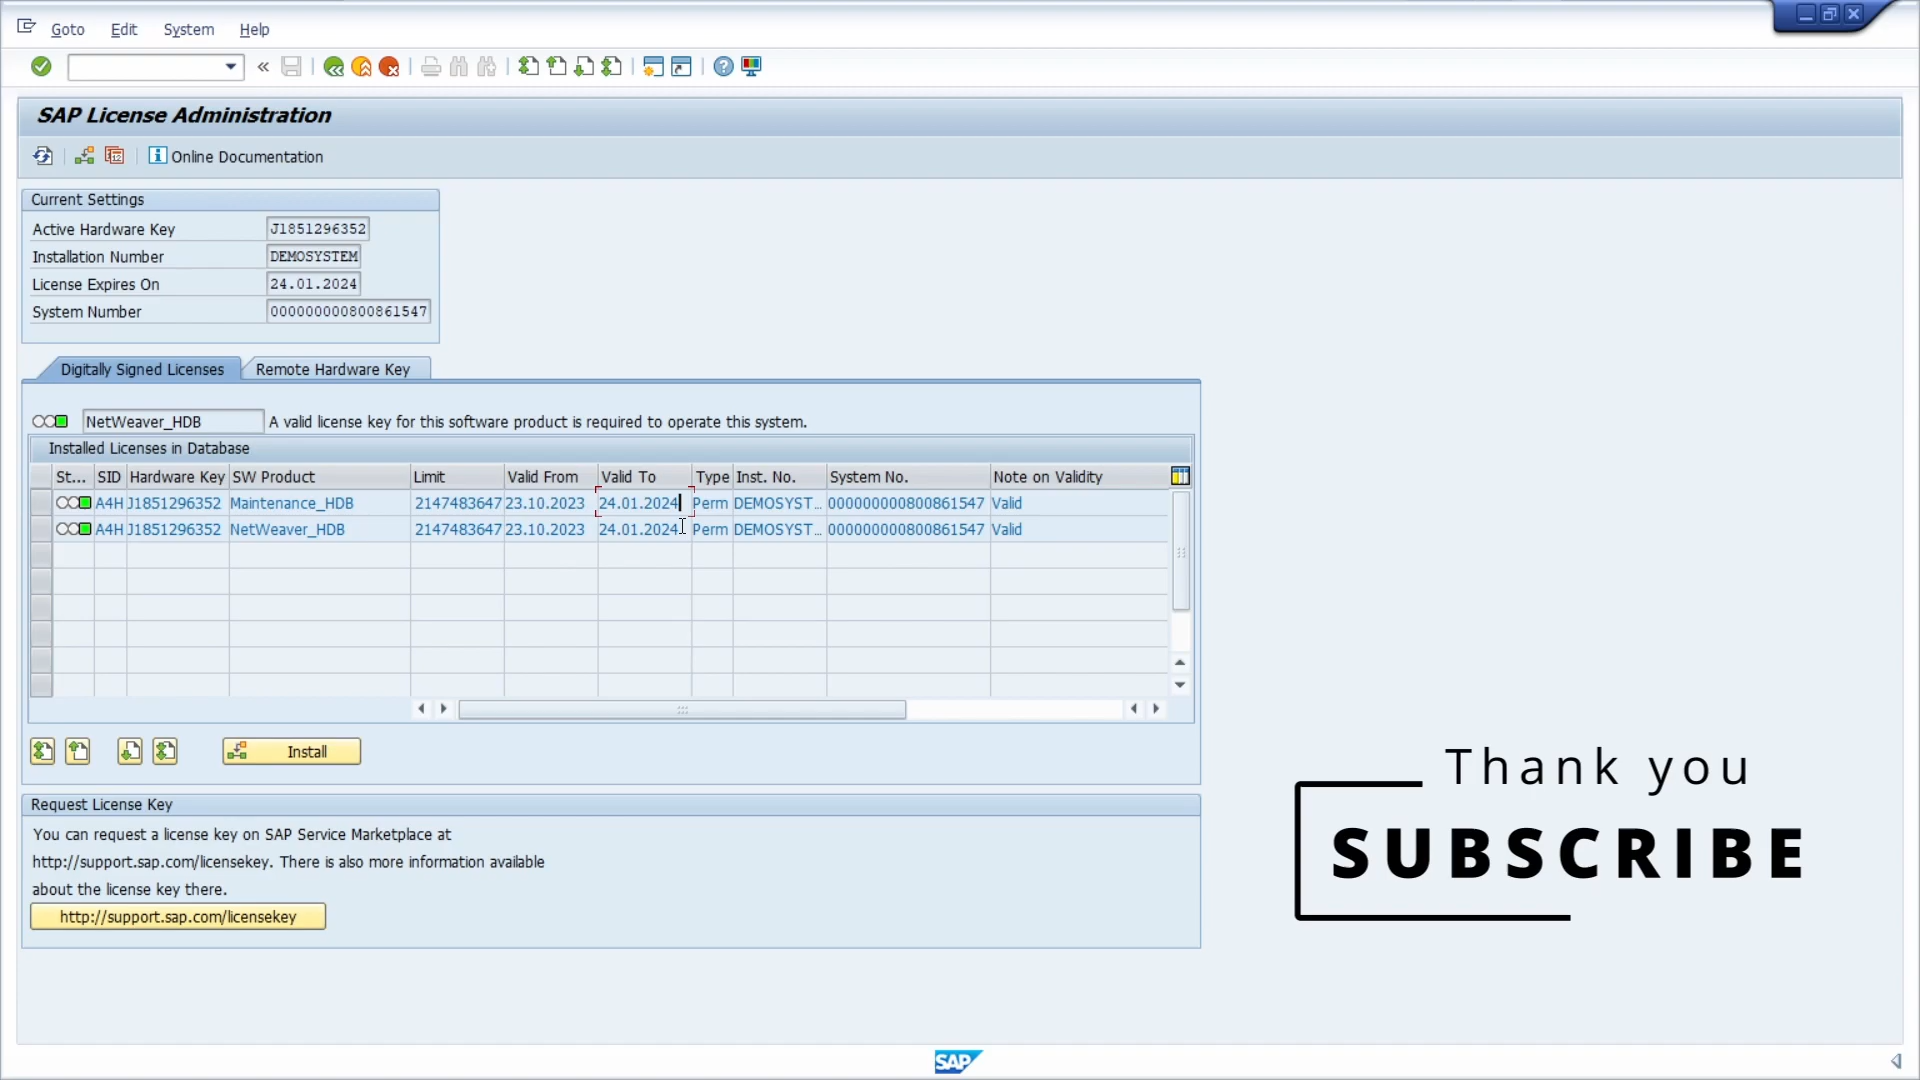 Goto Edit System Help
SAP License Administration
Online Documentation
Current Settings
Active Hardware Key J1851296352
Installation Number DEMOSYSTEM
License Expires On 24.01.2024
System Number 000000000800861547
Digitally Signed Licenses Remote Hardware Key
NetWeaver_HDB A valid license key for this software product is required to operate this system.
Installed Licenses in Database
St... SID Hardware Key SW Product Limit Valid From Valid To Type Inst. No. System No. Note on Validity
A4H J1851296352 Maintenance_HDB 2147483647 23.10.2023 24.01.2024 Perm DEMOSYST... 000000000800861547 Valid
A4H J1851296352 NetWeaver_HDB 2147483647 23.10.2023 24.01.2024 Perm DEMOSYST... 000000000800861547 Valid
Install
Request License Key
You can request a license key on SAP Service Marketplace at
http://support.sap.com/licensekey. There is also more information available
about the license key there.
http://support.sap.com/licensekey
Thank you
SUBSCRIBE
SAP